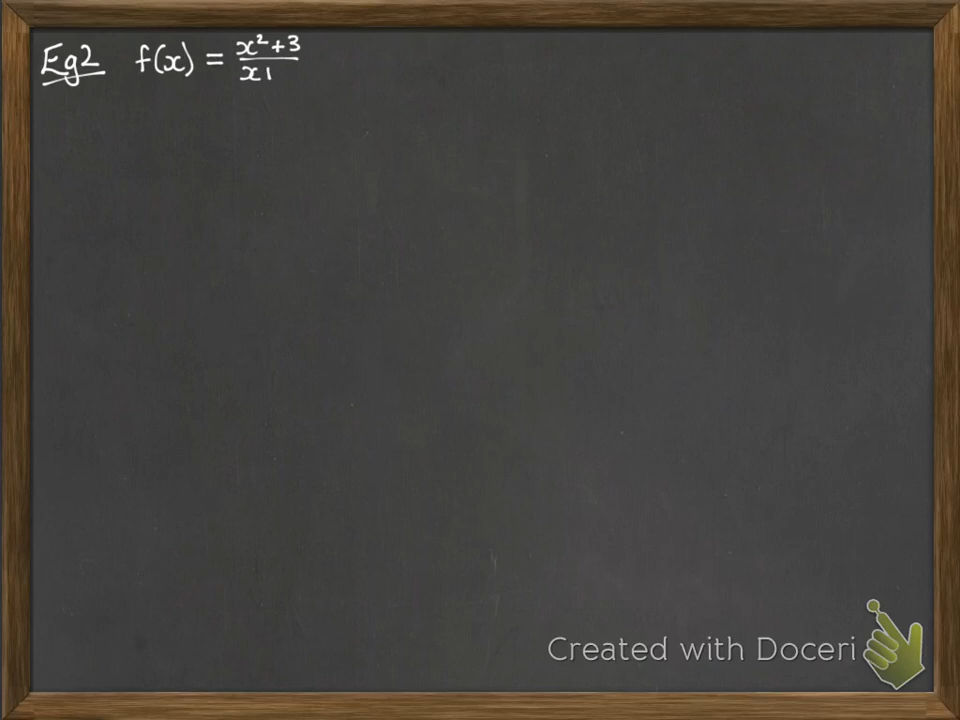 Eg2 f(x) = x²+3 / x1
Created with Doceri